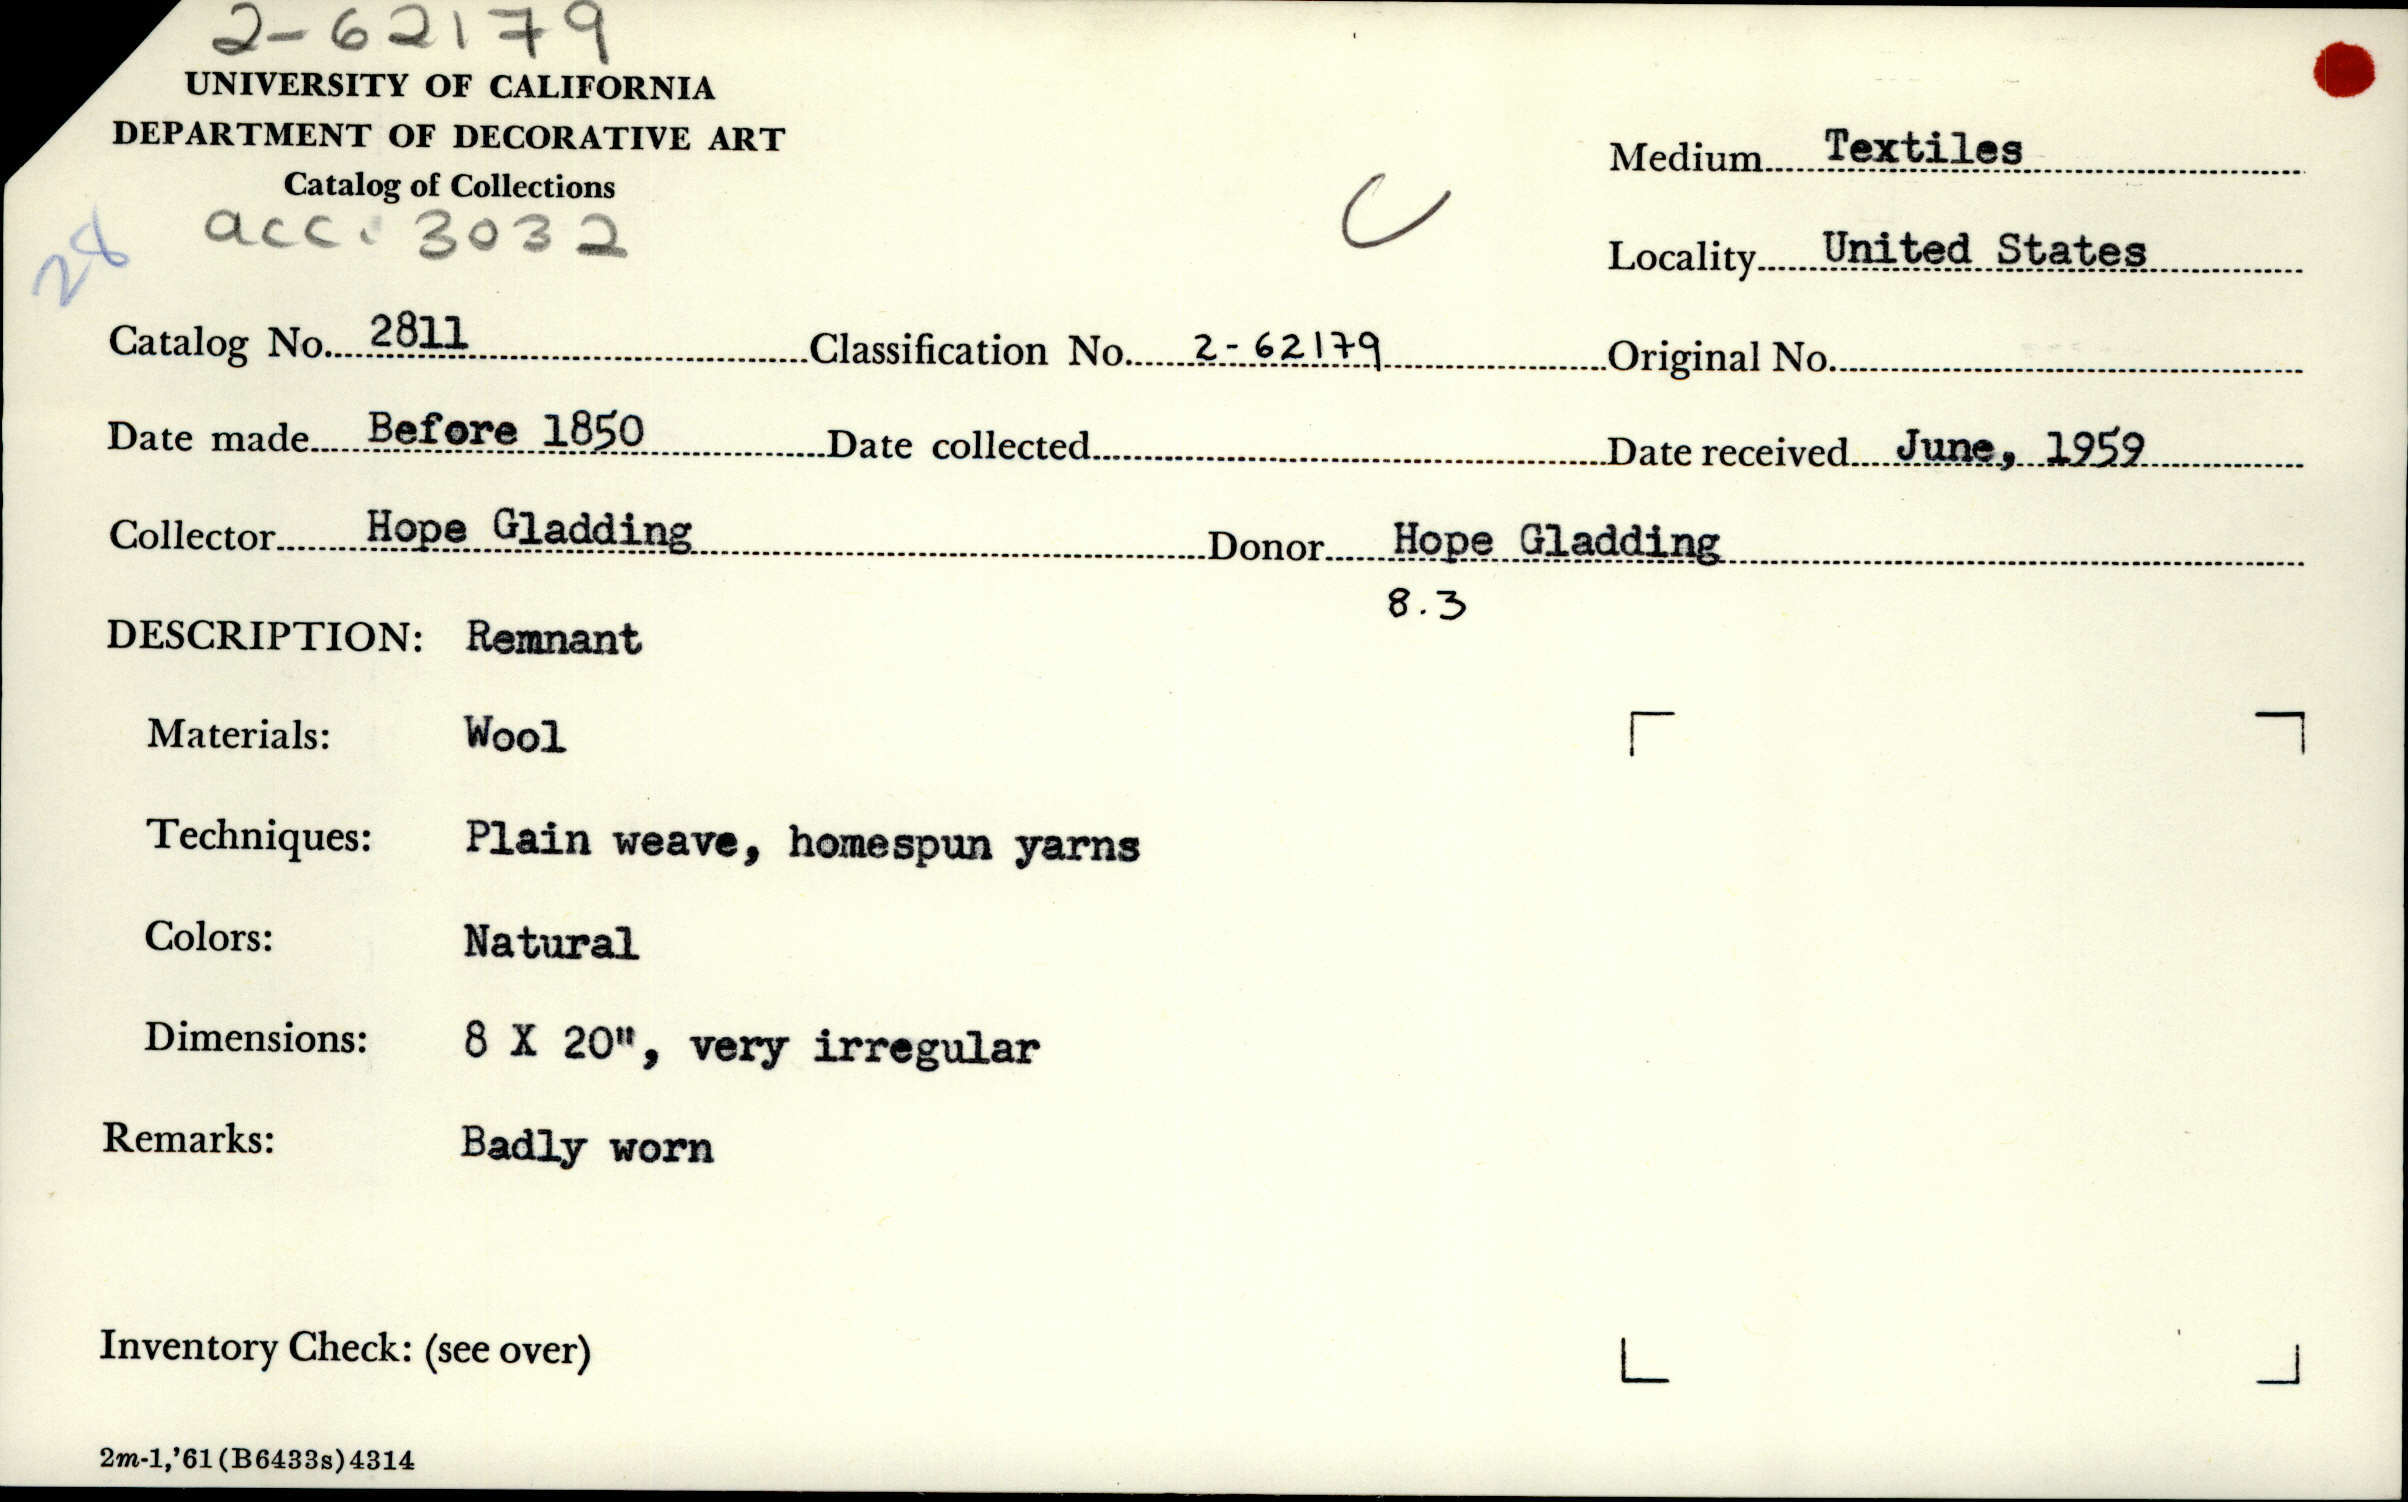 2-62179
UNIVERSITY OF CALIFORNIA
DEPARTMENT OF DECORATIVE ART
Catalog of Collections
acc. 3032
28
C
Medium Textiles
Locality United States
Catalog No. 2811 Classification No. 2-62179 Original No.
Date made Before 1850 Date collected Date received June, 1959
Collector Hope Gladding Donor Hope Gladding
8.3
DESCRIPTION: Remnant
Materials: Wool
Techniques: Plain weave, homespun yarns
Colors: Natural
Dimensions: 8 X 20", very irregular
Remarks: Badly worn
Inventory Check: (see over)
2m-1,'61(B6433s)4314